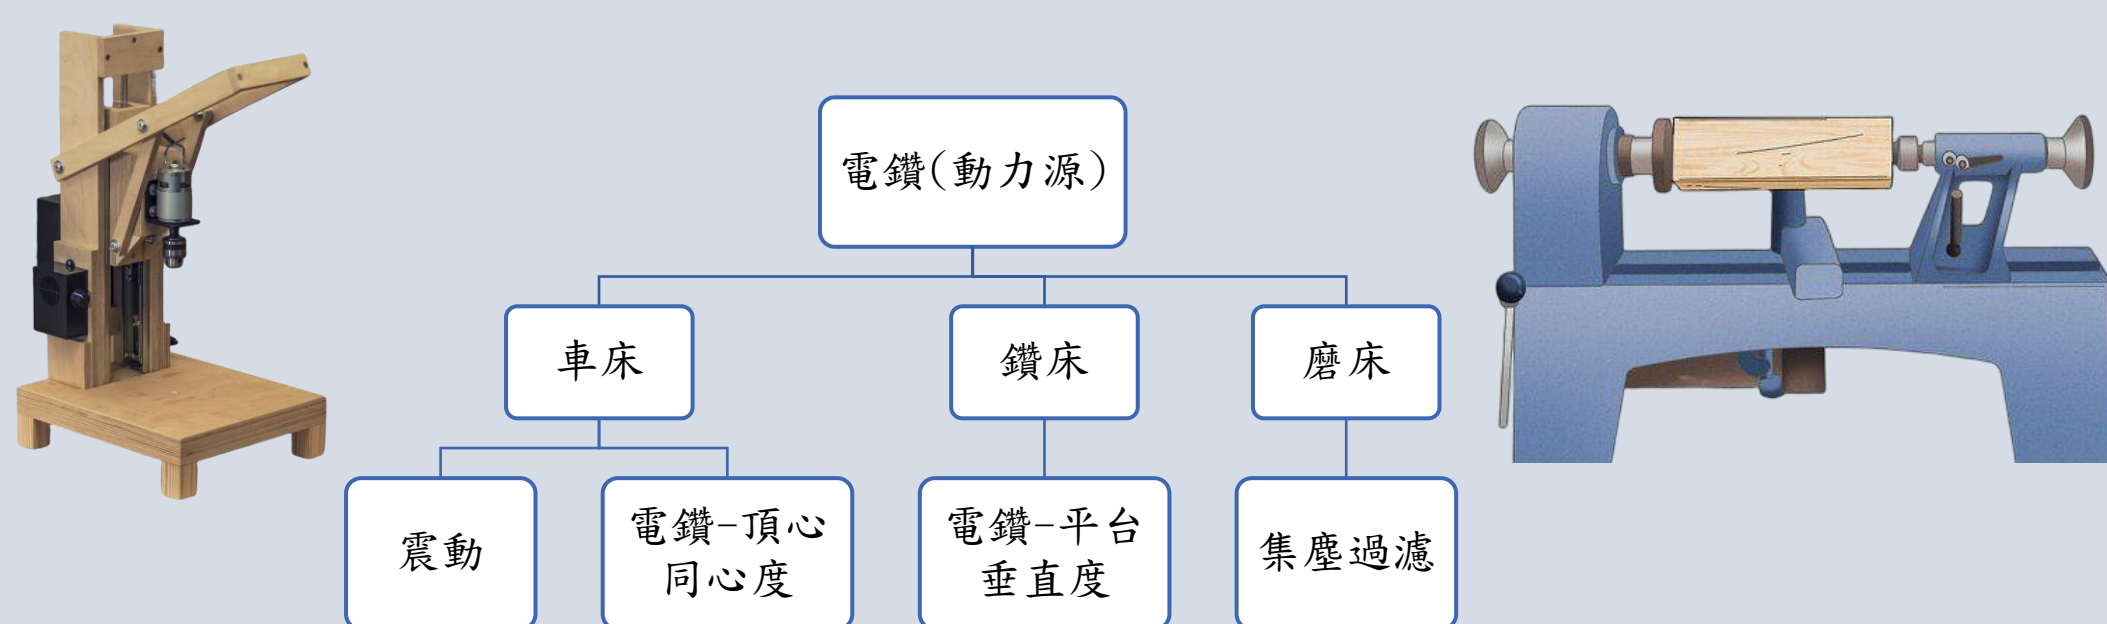 電鑽(動力源)
車床
鑽床
磨床
震動
電鑽-頂心
同心度
電鑽-平台
垂直度
集塵過濾